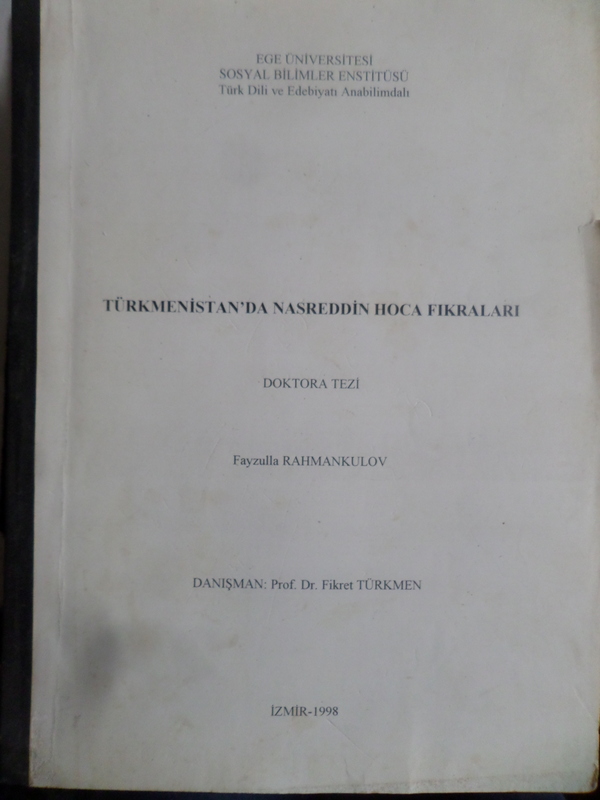 EGE ÜNİVERSİTESİ
SOSYAL BİLİMLER ENSTİTÜSÜ
Türk Dili ve Edebiyatı Anabilimdalı
TÜRKMENİSTAN'DA NASREDDİN HOCA FIKRALARI
DOKTORA TEZİ
Fayzulla RAHMANKULOV
DANIŞMAN: Prof. Dr. Fikret TÜRKMEN
İZMİR-1998